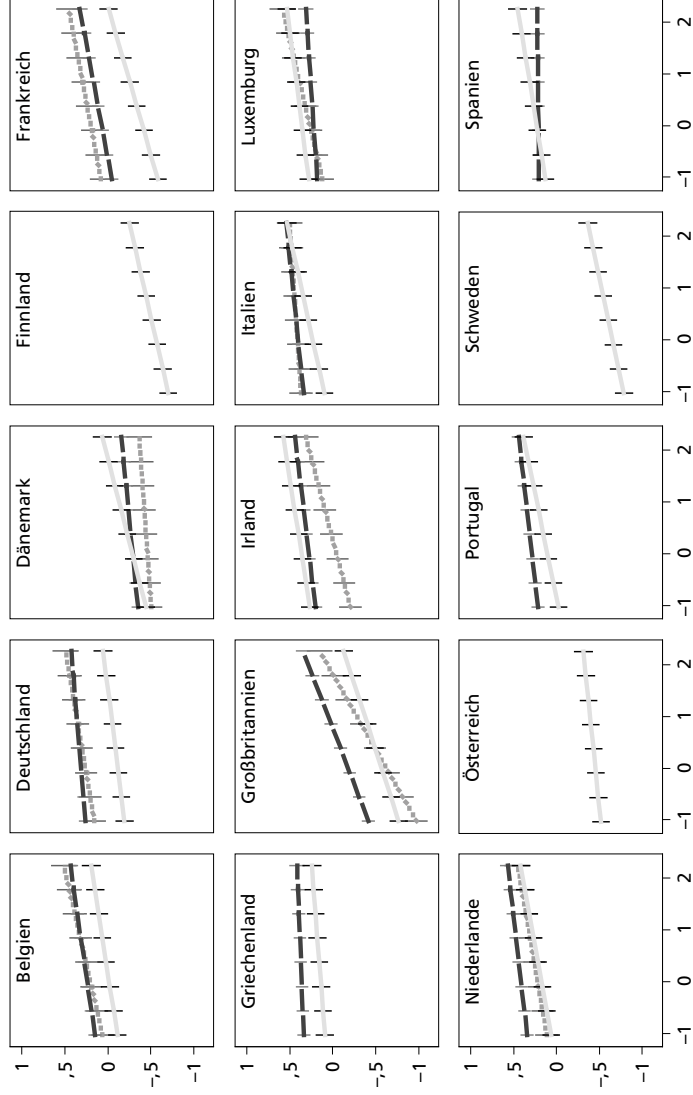 Belgien
Deutschland
Dänemark
Finnland
Frankreich
1
,5
0
–,5
–1
Griechenland
Großbritannien
Irland
Italien
Luxemburg
1
,5
0
–,5
–1
Niederlande
Österreich
Portugal
Schweden
Spanien
1
,5
0
–,5
–1
–1 0 1 2
–1 0 1 2
–1 0 1 2
–1 0 1 2
–1 0 1 2